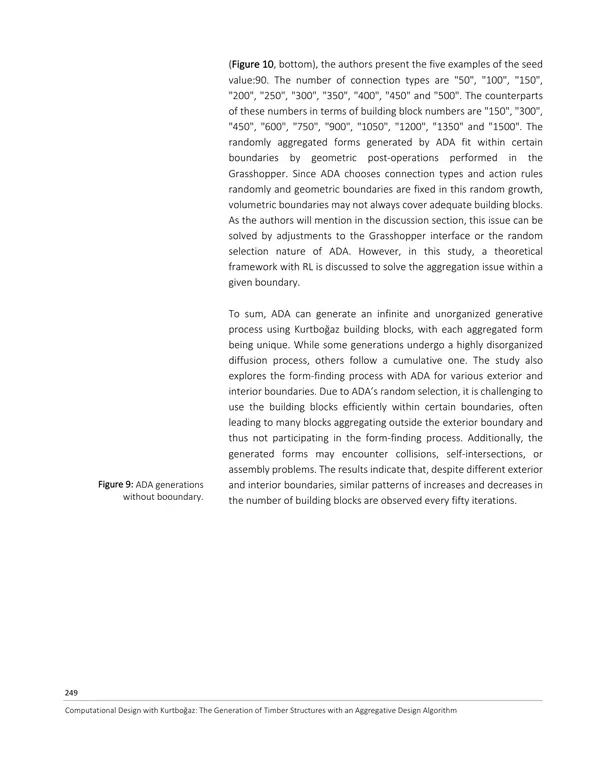 (Figure 10, bottom), the authors present the five examples of the seed
value:90. The number of connection types are "50", "100", "150",
"200", "250", "300", "350", "400", "450" and "500". The counterparts
of these numbers in terms of building block numbers are "150", "300",
"450", "600", "750", "900", "1050", "1200", "1350" and "1500". The
randomly aggregated forms generated by ADA fit within certain
boundaries by geometric post-operations performed in the
Grasshopper. Since ADA chooses connection types and action rules
randomly and geometric boundaries are fixed in this random growth,
volumetric boundaries may not always cover adequate building blocks.
As the authors will mention in the discussion section, this issue can be
solved by adjustments to the Grasshopper interface or the random
selection nature of ADA. However, in this study, a theoretical
framework with RL is discussed to solve the aggregation issue within a
given boundary.
To sum, ADA can generate an infinite and unorganized generative
process using Kurtboğaz building blocks, with each aggregated form
being unique. While some generations undergo a highly disorganized
diffusion process, others follow a cumulative one. The study also
explores the form-finding process with ADA for various exterior and
interior boundaries. Due to ADA's random selection, it is challenging to
use the building blocks efficiently within certain boundaries, often
leading to many blocks aggregating outside the exterior boundary and
thus not participating in the form-finding process. Additionally, the
generated forms may encounter collisions, self-intersections, or
assembly problems. The results indicate that, despite different exterior
and interior boundaries, similar patterns of increases and decreases in
the number of building blocks are observed every fifty iterations.
Figure 9: ADA generations
without booundary.
249
Computational Design with Kurtboğaz: The Generation of Timber Structures with an Aggregative Design Algorithm